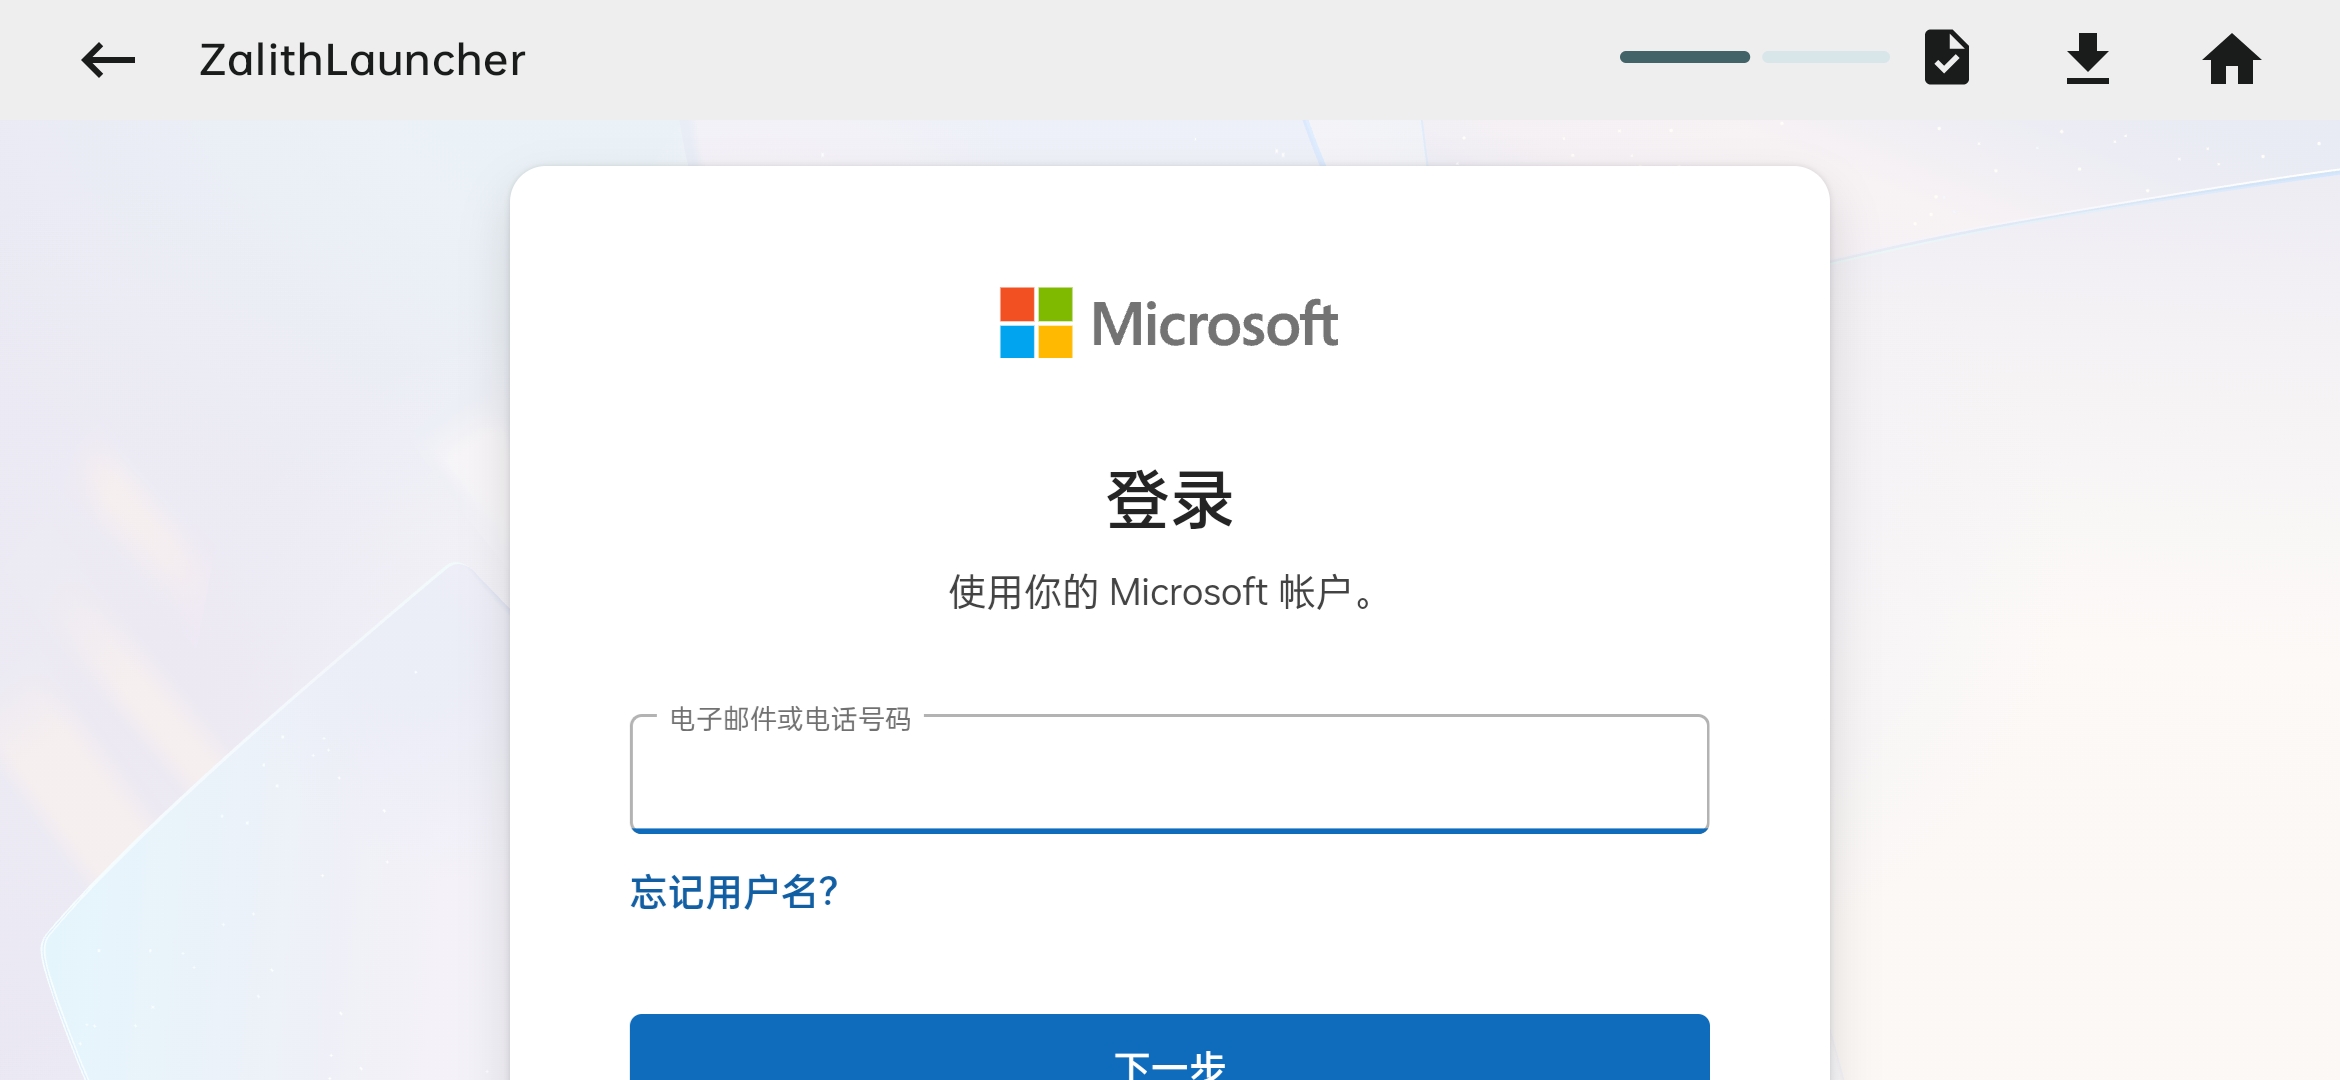 ZalithLauncher
Microsoft
登录
使用你的 Microsoft 帐户。
电子邮件或电话号码
忘记用户名?
下一步